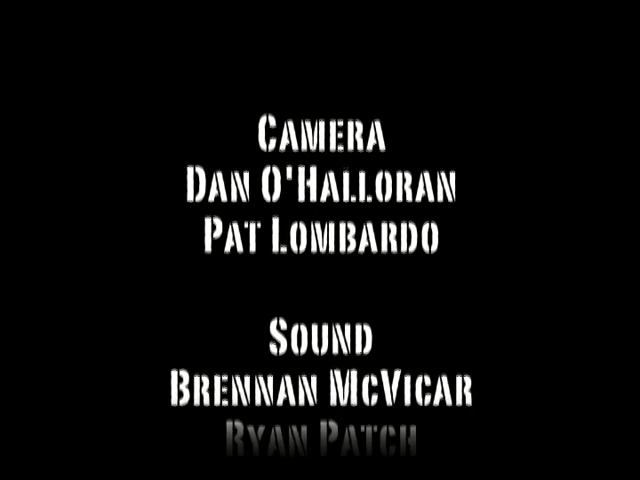 Camera
Dan O'Halloran
Pat Lombardo
Sound
Brennan McVicar
Ryan Patch